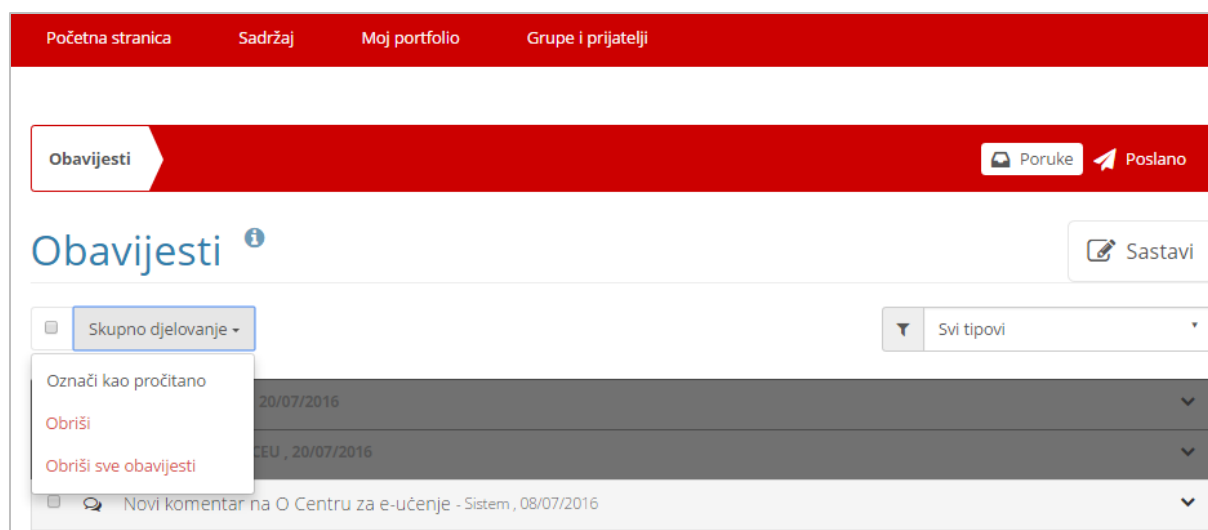 Početna stranica Sadržaj Moj portfolio Grupe i prijatelji
Obavijesti Poruke Poslano
Obavijesti
Sastavi
Skupno djelovanje Svi tipovi
Označi kao pročitano
20/07/2016
Obriši
CEU , 20/07/2016
Obriši sve obavijesti
Novi komentar na O Centru za e-učenje - Sistem , 08/07/2016